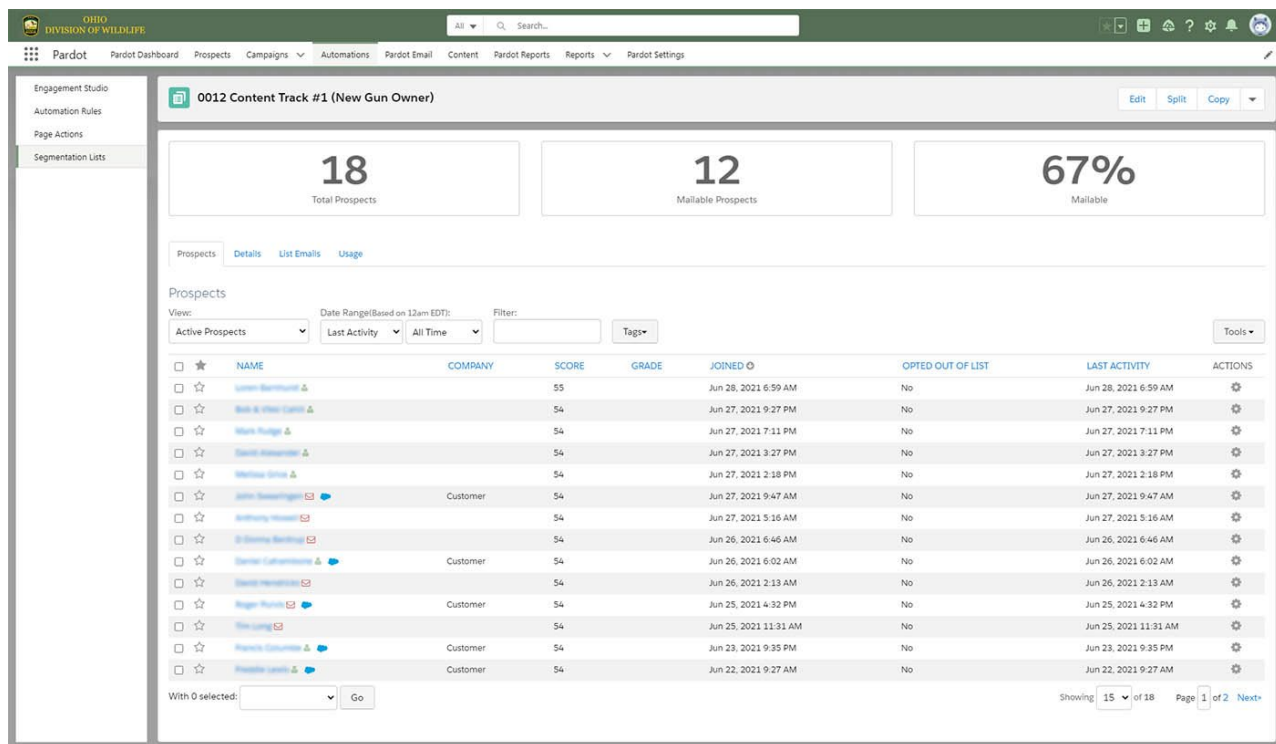 OHIO
DIVISION OF WILDLIFE
All
Search...
Pardot
Pardot Dashboard Prospects Campaigns Automations Pardot Email Content Pardot Reports Reports Pardot Settings
Engagement Studio
Automation Rules
Page Actions
Segmentation Lists
0012 Content Track #1 (New Gun Owner)
Edit Split Copy
18
Total Prospects
12
Mailable Prospects
67%
Mailable
Prospects Details List Emails Usage
Prospects
View: Date Range(Based on 12am EDT): Filter:
Active Prospects Last Activity All Time Tags Tools
NAME COMPANY SCORE GRADE JOINED OPTED OUT OF LIST LAST ACTIVITY ACTIONS
55 Jun 28, 2021 6:59 AM No Jun 28, 2021 6:59 AM
54 Jun 27, 2021 9:27 PM No Jun 27, 2021 9:27 PM
54 Jun 27, 2021 7:11 PM No Jun 27, 2021 7:11 PM
54 Jun 27, 2021 3:27 PM No Jun 27, 2021 3:27 PM
54 Jun 27, 2021 2:18 PM No Jun 27, 2021 2:18 PM
Customer 54 Jun 27, 2021 9:47 AM No Jun 27, 2021 9:47 AM
54 Jun 27, 2021 5:16 AM No Jun 27, 2021 5:16 AM
54 Jun 26, 2021 6:46 AM No Jun 26, 2021 6:46 AM
Customer 54 Jun 26, 2021 6:02 AM No Jun 26, 2021 6:02 AM
54 Jun 26, 2021 2:13 AM No Jun 26, 2021 2:13 AM
Customer 54 Jun 25, 2021 4:32 PM No Jun 25, 2021 4:32 PM
54 Jun 25, 2021 11:31 AM No Jun 25, 2021 11:31 AM
Customer 54 Jun 23, 2021 9:35 PM No Jun 23, 2021 9:35 PM
Customer 54 Jun 22, 2021 9:27 AM No Jun 22, 2021 9:27 AM
With 0 selected: Go Showing 15 of 18 Page 1 of 2 Next»